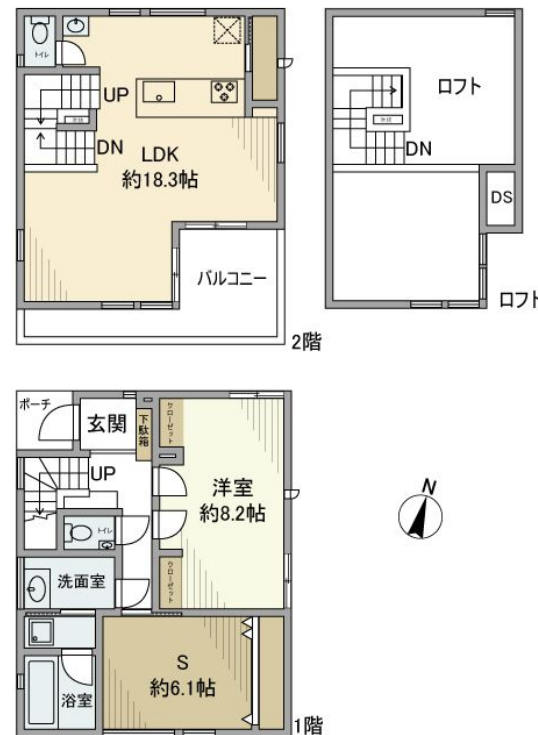 トイレ
UP
DN
LDK
約18.3帖
バルコニー
2階
ロフト
DN
DS
ロフト
ポーチ
玄関
下駄箱
クローゼット
UP
洋室
約8.2帖
トイレ
洗面室
クローゼット
S
約6.1帖
浴室
1階
N